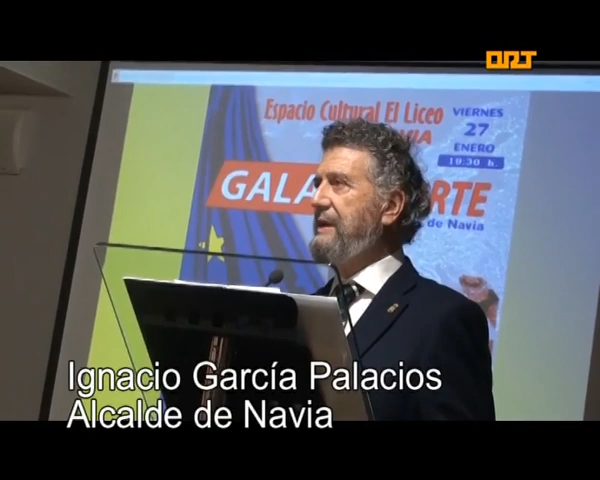 ORT
Espacio Cultural El Liceo
VIERNES
27
ENERO
19:30 h.
GALA
RTE
de Navia
Ignacio García Palacios
Alcalde de Navia